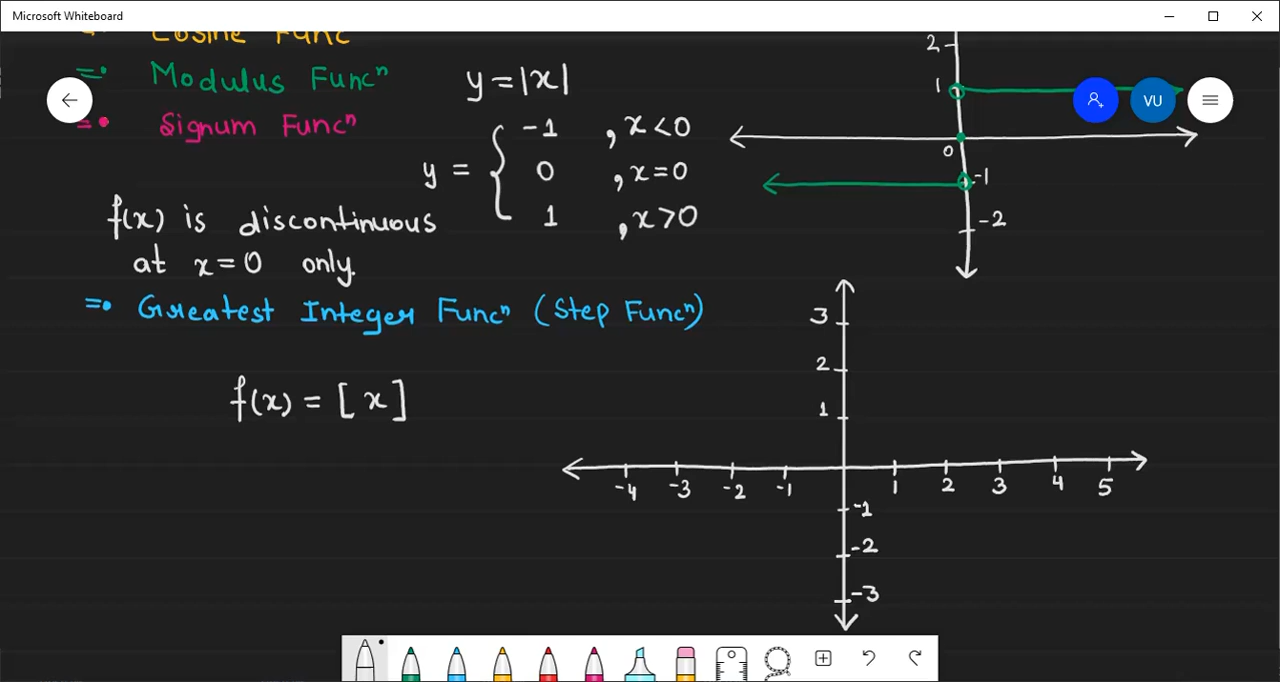 Microsoft Whiteboard
Cosine Func
=• Modulus Funcⁿ y = |x|
=• Signum Funcⁿ
y = { -1 , x < 0
0 , x = 0
1 , x > 0
f(x) is discontinuous
at x = 0 only.
=• Greatest Integer Funcⁿ (Step Funcⁿ)
f(x) = [x]
2
1
0
-1
-2
VU
3
2
1
-4 -3 -2 -1 1 2 3 4 5
-1
-2
-3